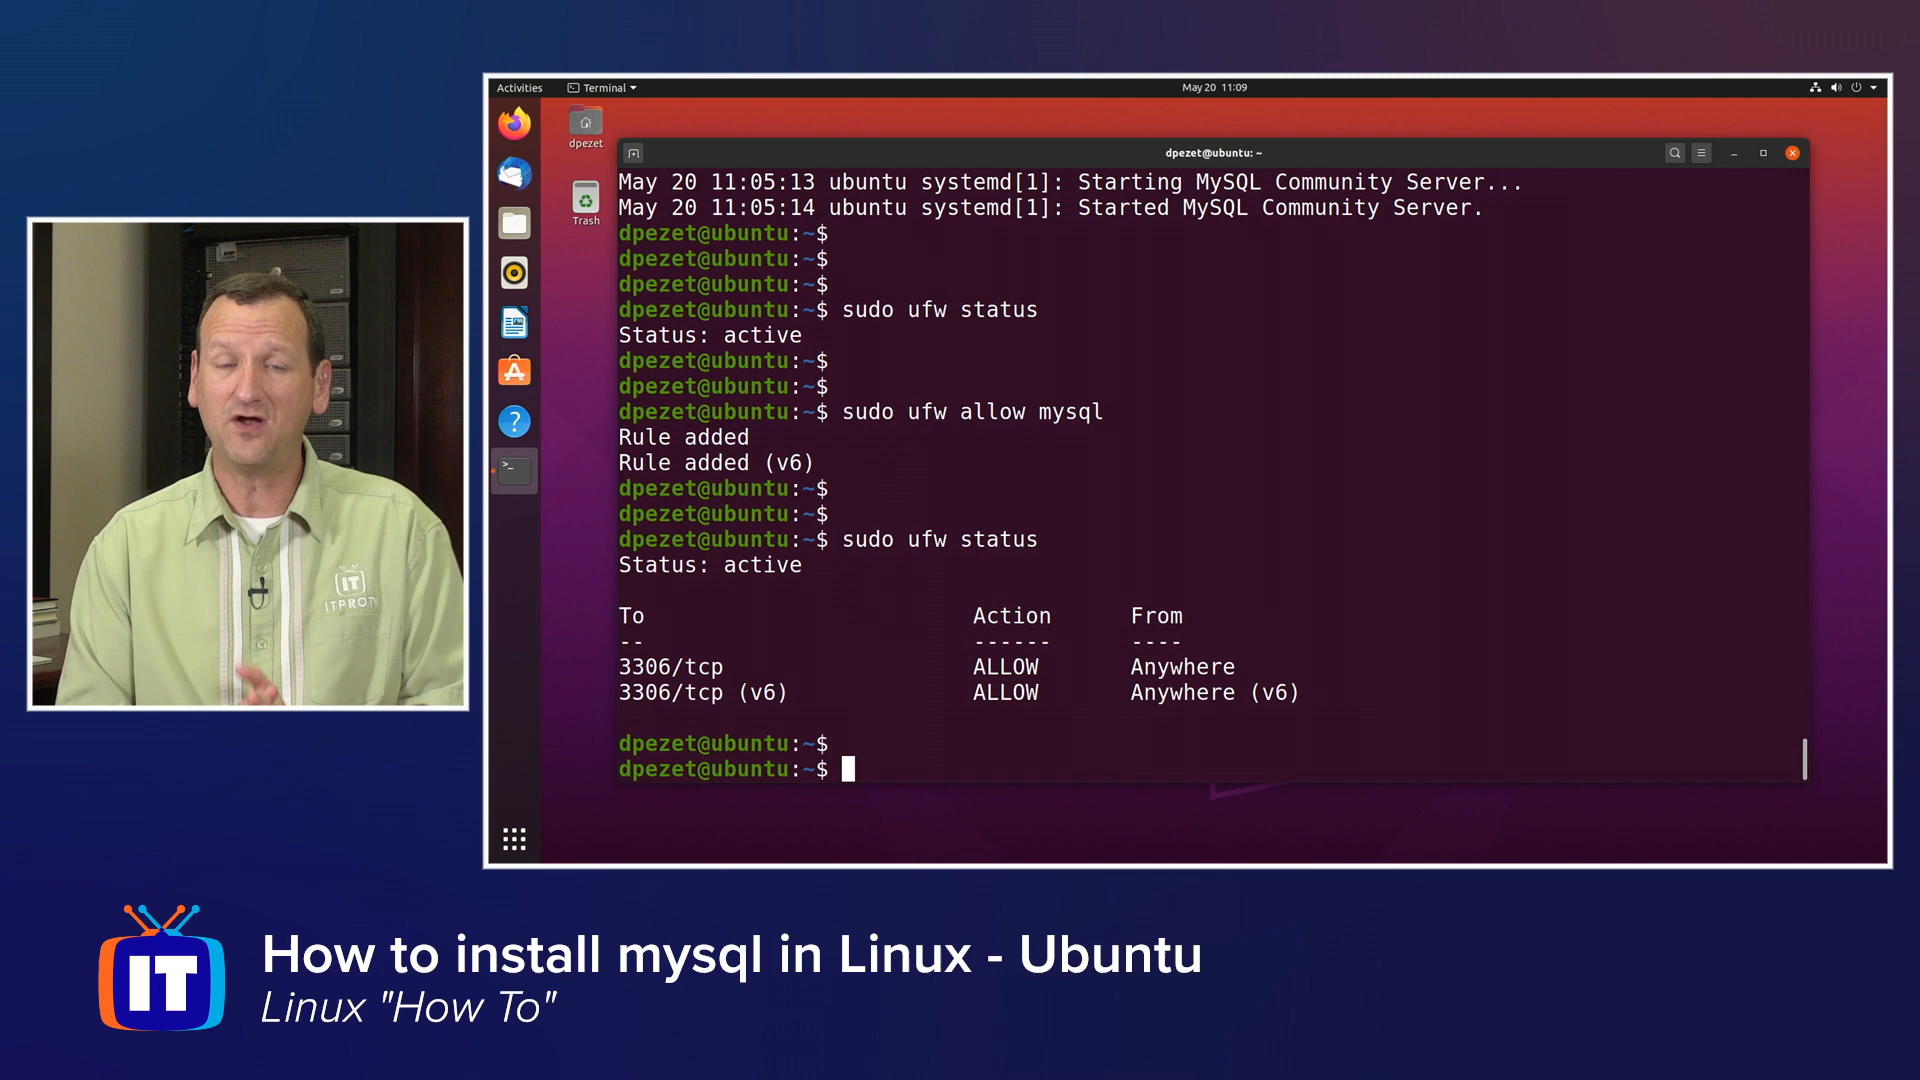 Activities
Terminal
May 20 11:09
dpezet
Trash
dpezet@ubuntu: ~
May 20 11:05:13 ubuntu systemd[1]: Starting MySQL Community Server...
May 20 11:05:14 ubuntu systemd[1]: Started MySQL Community Server.
dpezet@ubuntu:~$
dpezet@ubuntu:~$
dpezet@ubuntu:~$
dpezet@ubuntu:~$ sudo ufw status
Status: active
dpezet@ubuntu:~$
dpezet@ubuntu:~$
dpezet@ubuntu:~$ sudo ufw allow mysql
Rule added
Rule added (v6)
dpezet@ubuntu:~$
dpezet@ubuntu:~$
dpezet@ubuntu:~$ sudo ufw status
Status: active
To Action From
-- ------ ----
3306/tcp ALLOW Anywhere
3306/tcp (v6) ALLOW Anywhere (v6)
dpezet@ubuntu:~$
dpezet@ubuntu:~$
IT
ITPROTV
IT
How to install mysql in Linux - Ubuntu
Linux "How To"